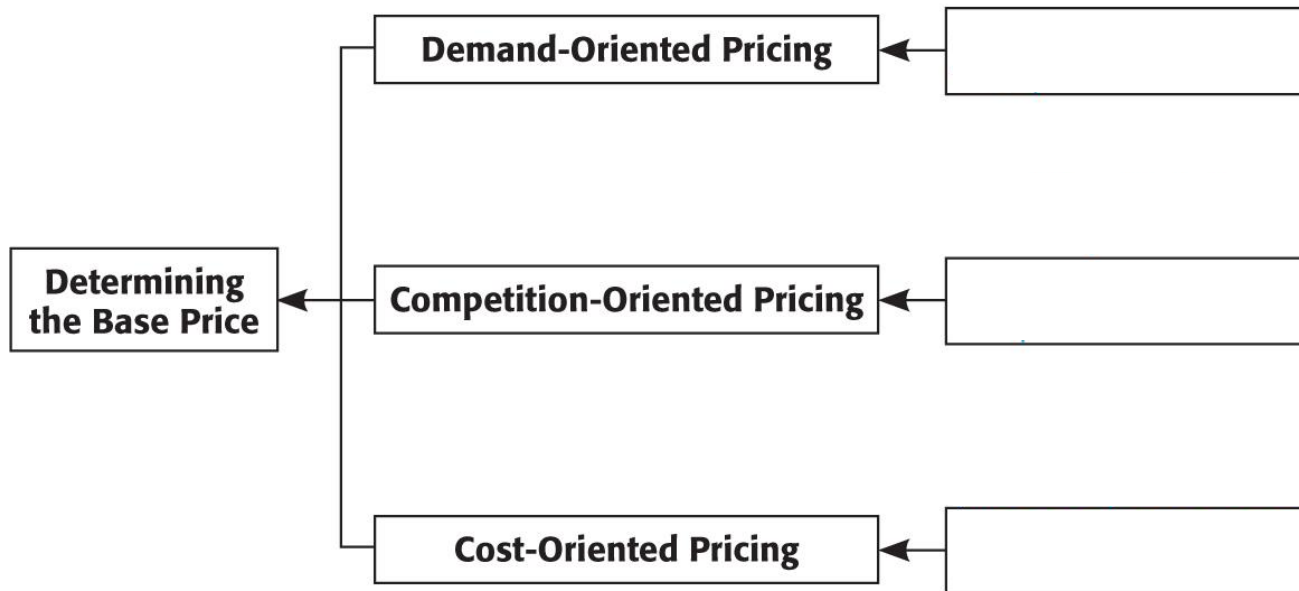 Demand-Oriented Pricing
Determining
the Base Price
Competition-Oriented Pricing
Cost-Oriented Pricing